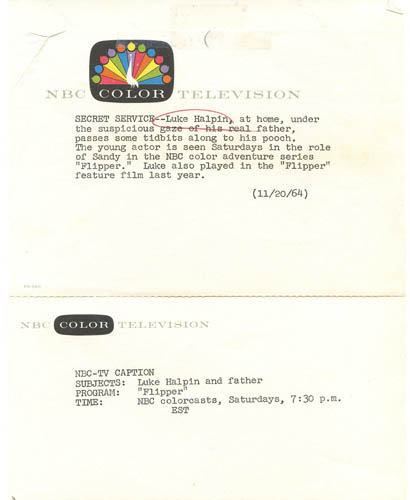 NBC COLOR TELEVISION
SECRET SERVICE--Luke Halpin, at home, under
the suspicious gaze of his real father,
passes some tidbits along to his pooch.
The young actor is seen Saturdays in the role
of Sandy in the NBC color adventure series
"Flipper."  Luke also played in the "Flipper"
feature film last year.
(11/20/64)
NBC COLOR TELEVISION
NBC-TV CAPTION
SUBJECTS: Luke Halpin and father
PROGRAM: "Flipper"
TIME: NBC colorcasts, Saturdays, 7:30 p.m.
EST